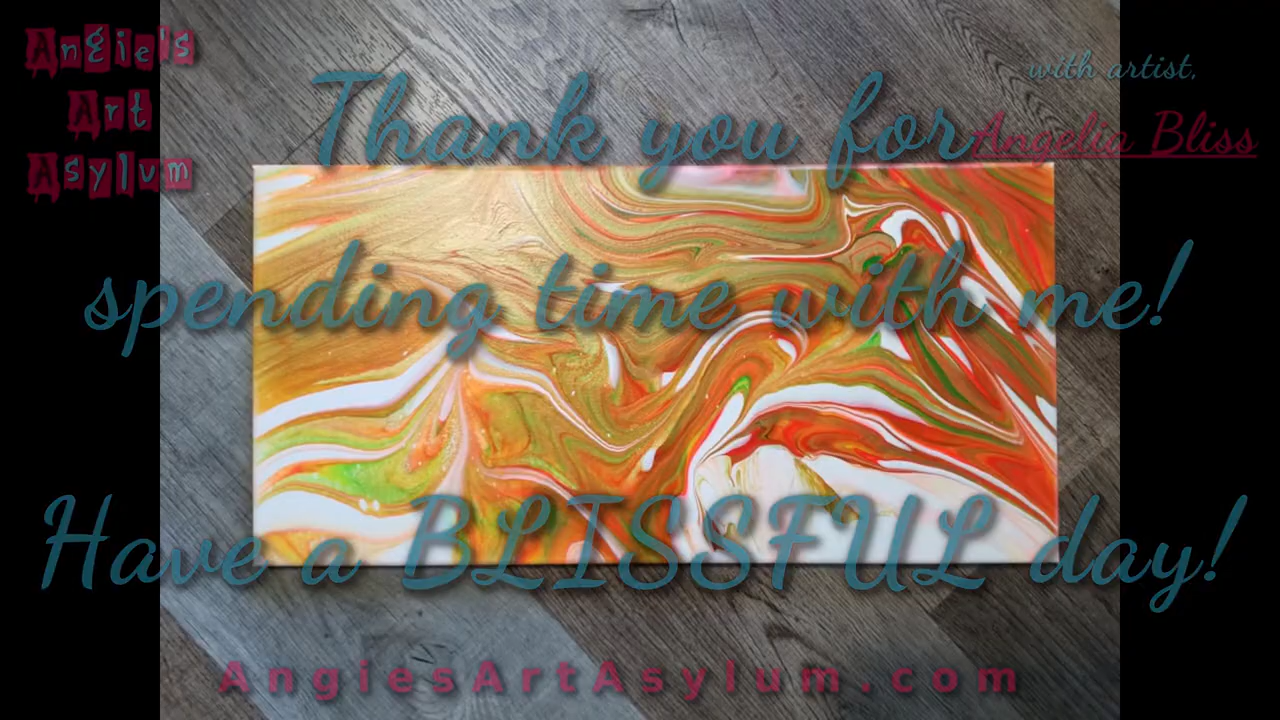 Angie's
Art
Asylum
with artist,
Angelia Bliss
Thank you for
spending time with me!
Have a BLISSFUL day!
AngiesArtAsylum.com